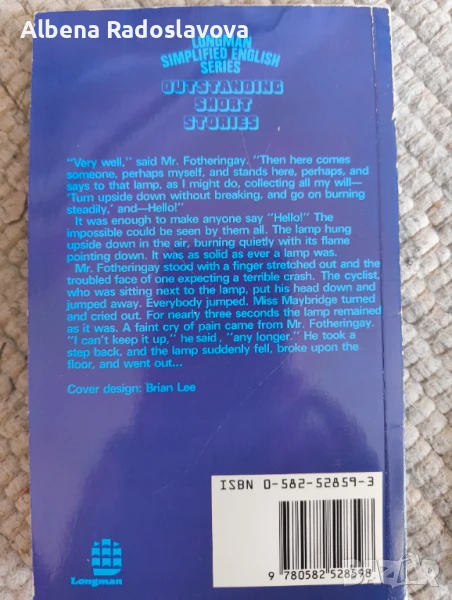 Albena Radoslavova
LONGMAN
SIMPLIFIED ENGLISH
SERIES
OUTSTANDING
SHORT
STORIES
"Very well," said Mr. Fotheringay. "Then here comes
someone, perhaps myself, and stands here, perhaps, and
says to that lamp, as I might do, collecting all my will—
'Turn upside down without breaking, and go on burning
steadily,' and—Hello!"
It was enough to make anyone say "Hello!" The
impossible could be seen by them all. The lamp hung
upside down in the air, burning quietly with its flame
pointing down. It was as solid as ever a lamp was.
Mr. Fotheringay stood with a finger stretched out and the
troubled face of one expecting a terrible crash. The cyclist,
who was sitting next to the lamp, put his head down and
jumped away. Everybody jumped. Miss Maybridge turned
and cried out. For nearly three seconds the lamp remained
as it was. A faint cry of pain came from Mr. Fotheringay.
"I can't keep it up," he said, "any longer." He took a
step back, and the lamp suddenly fell, broke upon the
floor, and went out...
Cover design: Brian Lee
ISBN 0-582-52859-3
9 780582 528598
Longman
bazar.bg